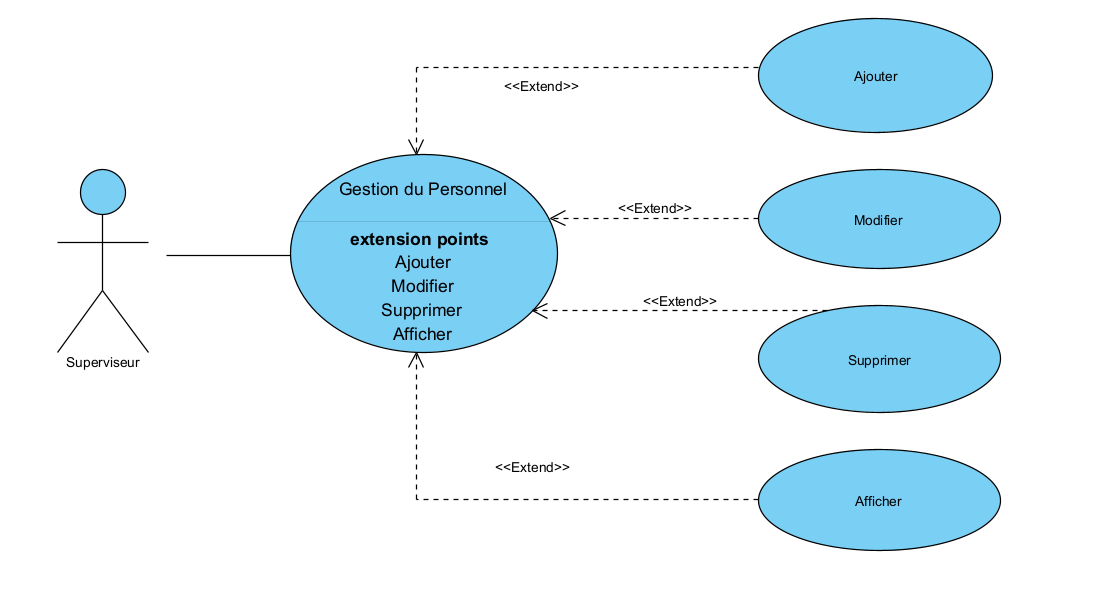 Ajouter
<<Extend>>
Gestion du Personnel
<<Extend>>
Modifier
extension points
Ajouter
Modifier
Supprimer
Afficher
<<Extend>>
Supprimer
Superviseur
<<Extend>>
Afficher